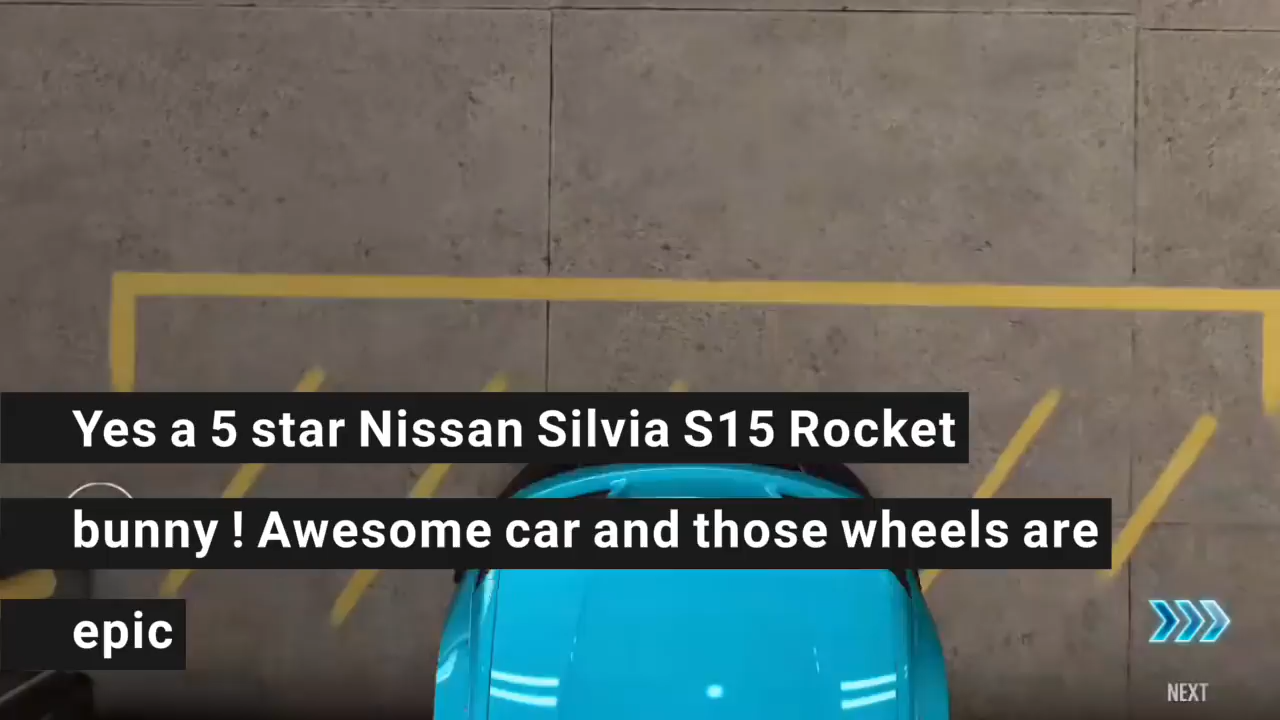 Yes a 5 star Nissan Silvia S15 Rocket
bunny ! Awesome car and those wheels are
epic
NEXT